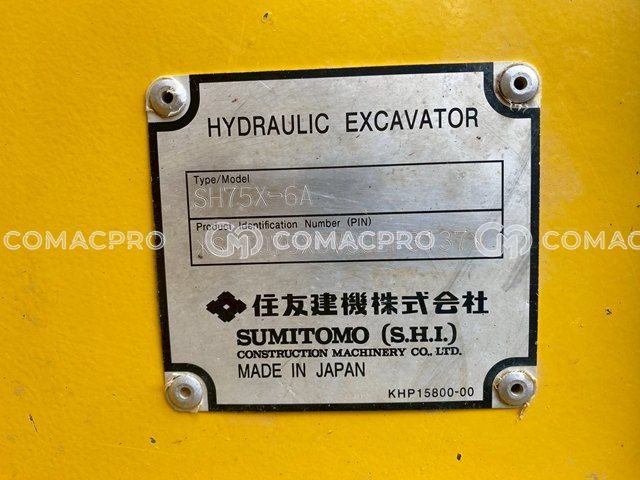 HYDRAULIC EXCAVATOR
Type/Model
SH75X-6A
Product Identification Number (PIN)
COMACPRO COMACPRO COMACPRO
住友建機株式会社
SUMITOMO (S.H.I.)
CONSTRUCTION MACHINERY CO., LTD.
MADE IN JAPAN
KHP15800-00